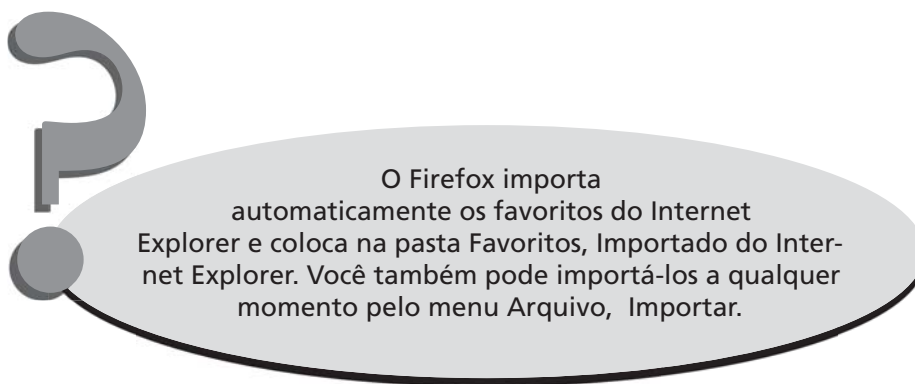 O Firefox importa
automaticamente os favoritos do Internet
Explorer e coloca na pasta Favoritos, Importado do Inter-
net Explorer. Você também pode importá-los a qualquer
momento pelo menu Arquivo,  Importar.